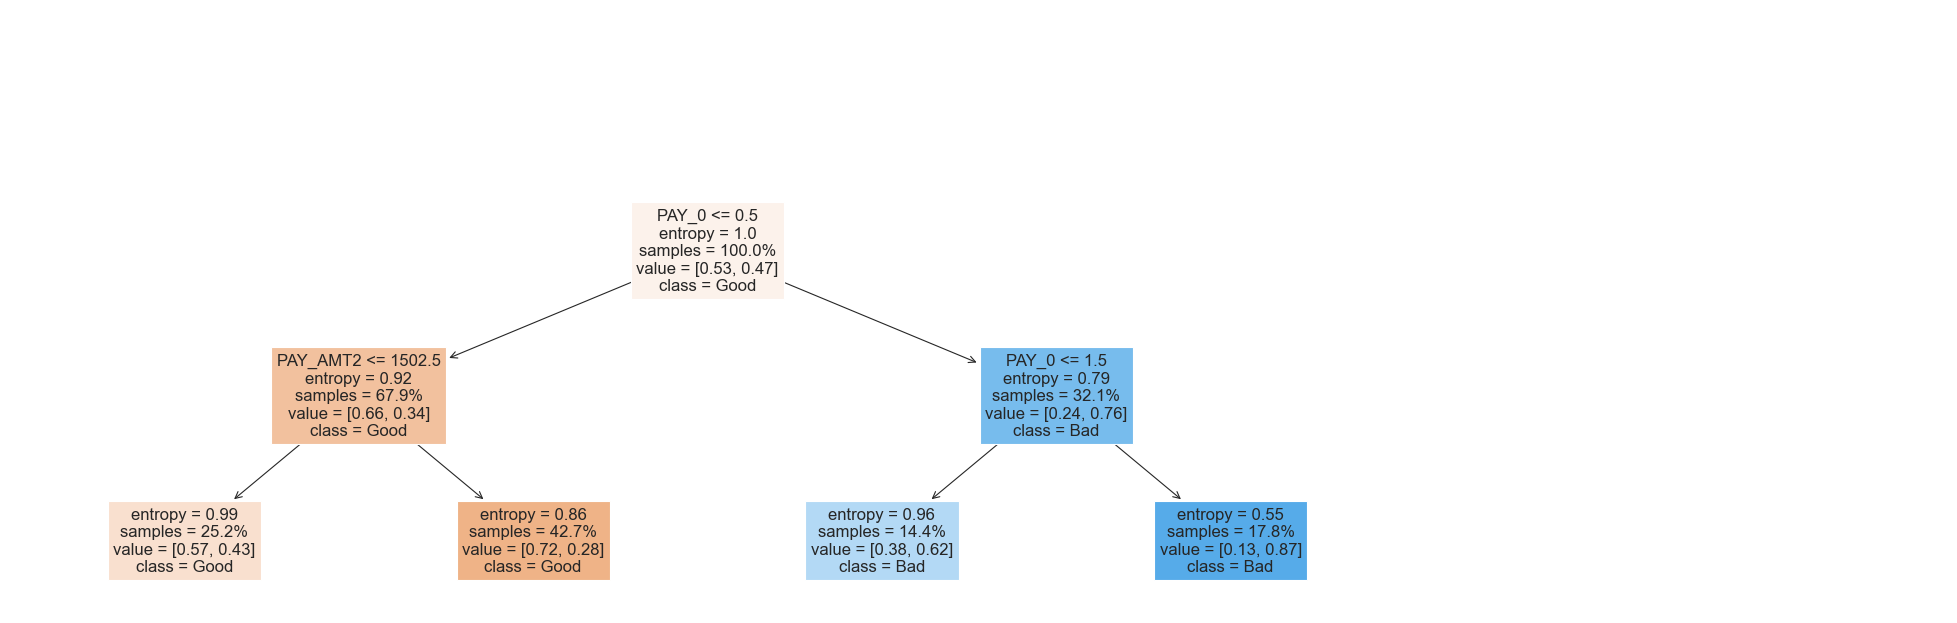 PAY_0 <= 0.5
entropy = 1.0
samples = 100.0%
value = [0.53, 0.47]
class = Good
PAY_AMT2 <= 1502.5
entropy = 0.92
samples = 67.9%
value = [0.66, 0.34]
class = Good
PAY_0 <= 1.5
entropy = 0.79
samples = 32.1%
value = [0.24, 0.76]
class = Bad
entropy = 0.99
samples = 25.2%
value = [0.57, 0.43]
class = Good
entropy = 0.86
samples = 42.7%
value = [0.72, 0.28]
class = Good
entropy = 0.96
samples = 14.4%
value = [0.38, 0.62]
class = Bad
entropy = 0.55
samples = 17.8%
value = [0.13, 0.87]
class = Bad